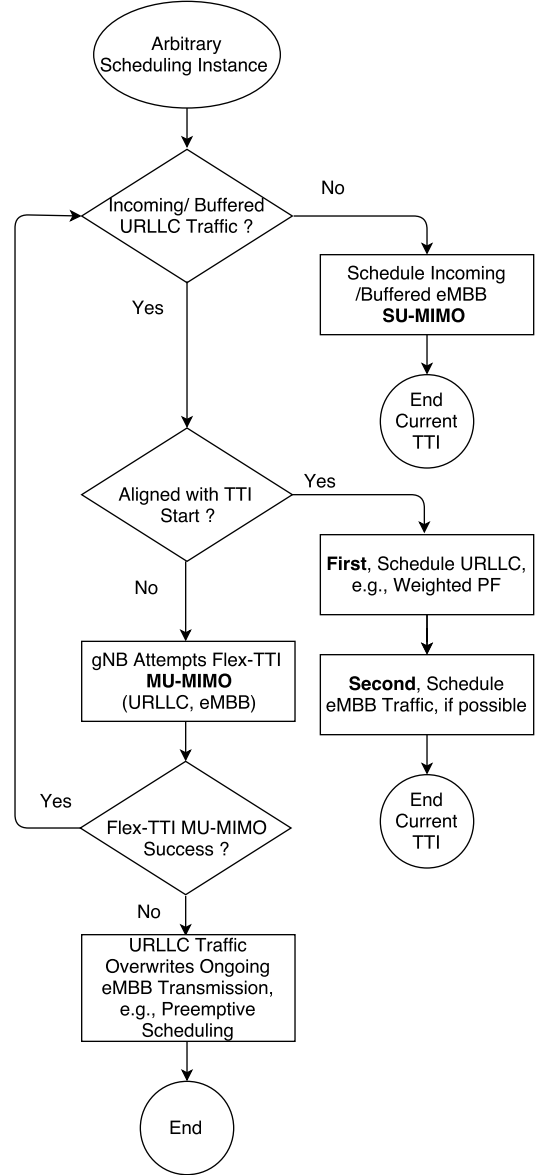 Arbitrary
Scheduling Instance
Incoming/ Buffered
URLLC Traffic ?
No
Schedule Incoming
/Buffered eMBB
SU-MIMO
End
Current
TTI
Yes
Aligned with TTI
Start ?
Yes
First, Schedule URLLC,
e.g., Weighted PF
Second, Schedule
eMBB Traffic, if possible
End
Current
TTI
No
gNB Attempts Flex-TTI
MU-MIMO
(URLLC, eMBB)
Flex-TTI MU-MIMO
Success ?
Yes
No
URLLC Traffic
Overwrites Ongoing
eMBB Transmission,
e.g., Preemptive
Scheduling
End